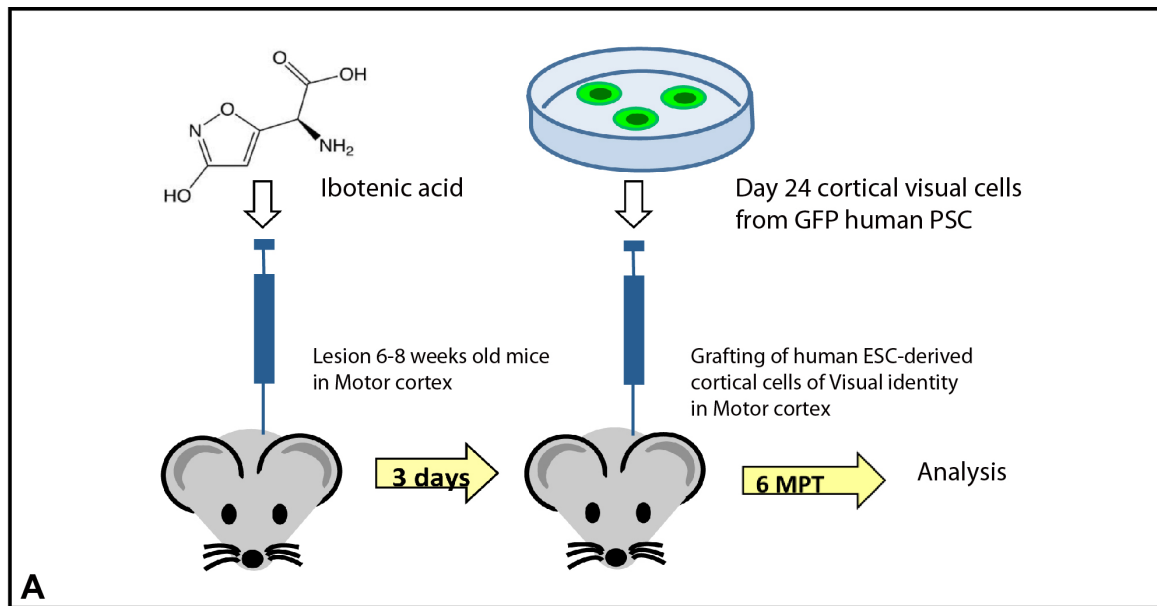 O
OH
O
N
NH₂
HO
Ibotenic acid
Day 24 cortical visual cells
from GFP human PSC
Lesion 6-8 weeks old mice
in Motor cortex
Grafting of human ESC-derived
cortical cells of Visual identity
in Motor cortex
3 days
6 MPT
Analysis
A